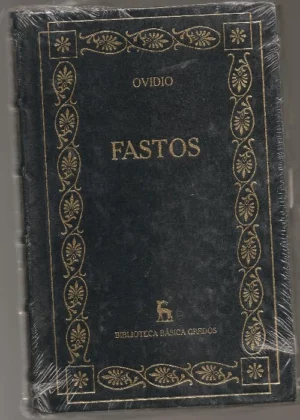 OVIDIO
FASTOS
BIBLIOTECA BÁSICA GREDOS